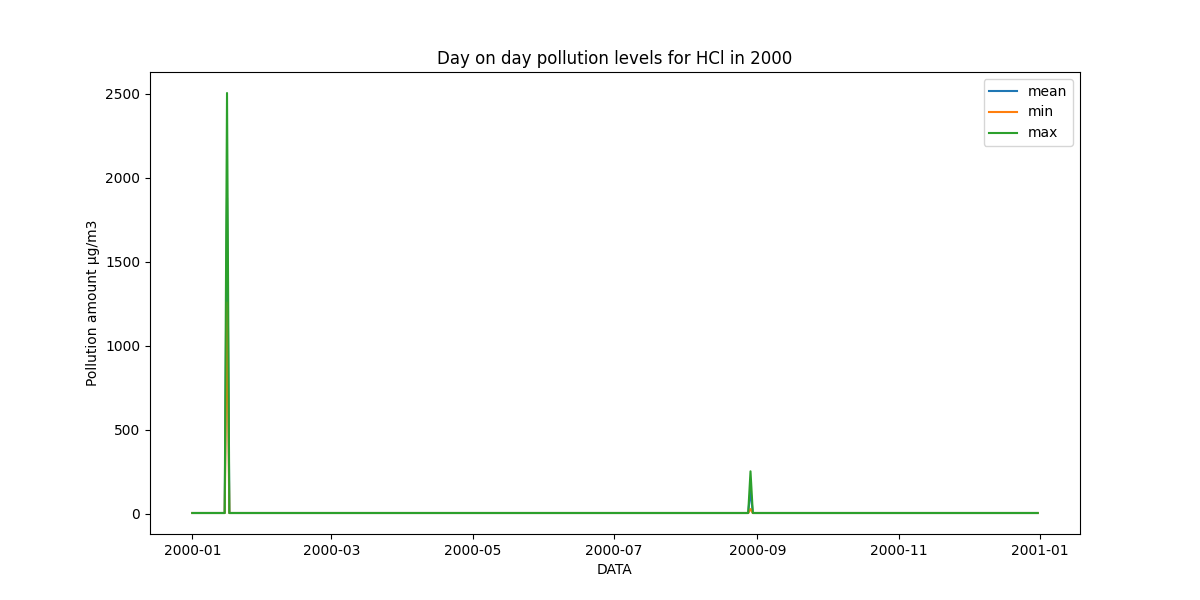 Day on day pollution levels for HCl in 2000
mean
min
max
Pollution amount µg/m3
2500
2000
1500
1000
500
0
2000-01 2000-03 2000-05 2000-07 2000-09 2000-11 2001-01
DATA